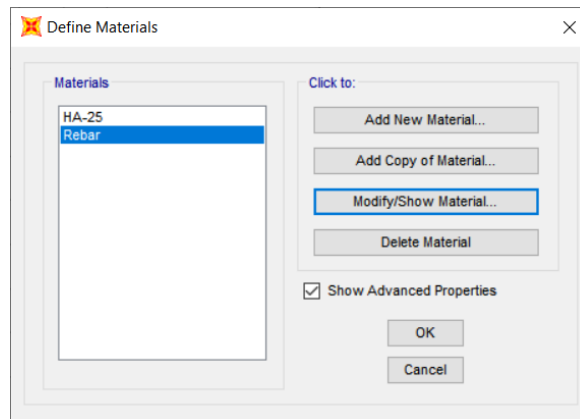 Define Materials
Materials
HA-25
Rebar
Click to:
Add New Material...
Add Copy of Material...
Modify/Show Material...
Delete Material
Show Advanced Properties
OK
Cancel